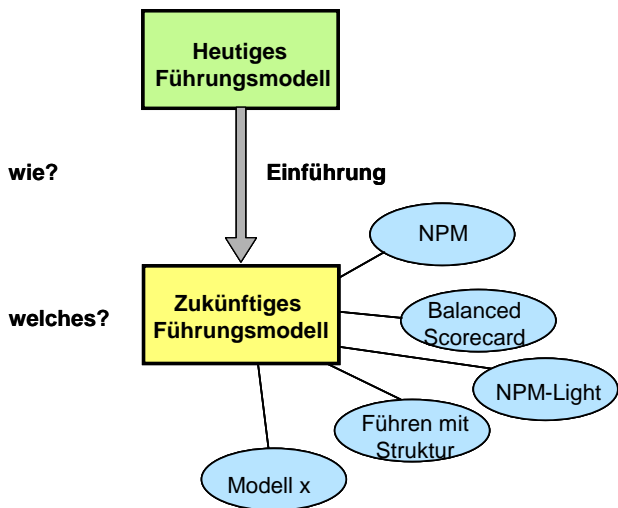 Heutiges
Führungsmodell
wie?
Einführung
NPM
welches?
Zukünftiges
Führungsmodell
Balanced
Scorecard
NPM-Light
Führen mit
Struktur
Modell x